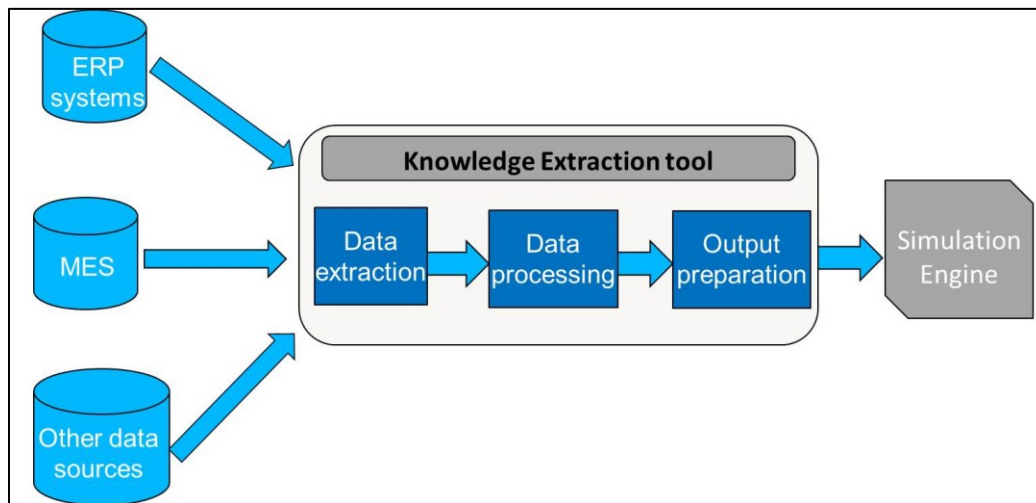 ERP
systems
MES
Other data
sources
Knowledge Extraction tool
Data
extraction
Data
processing
Output
preparation
Simulation
Engine